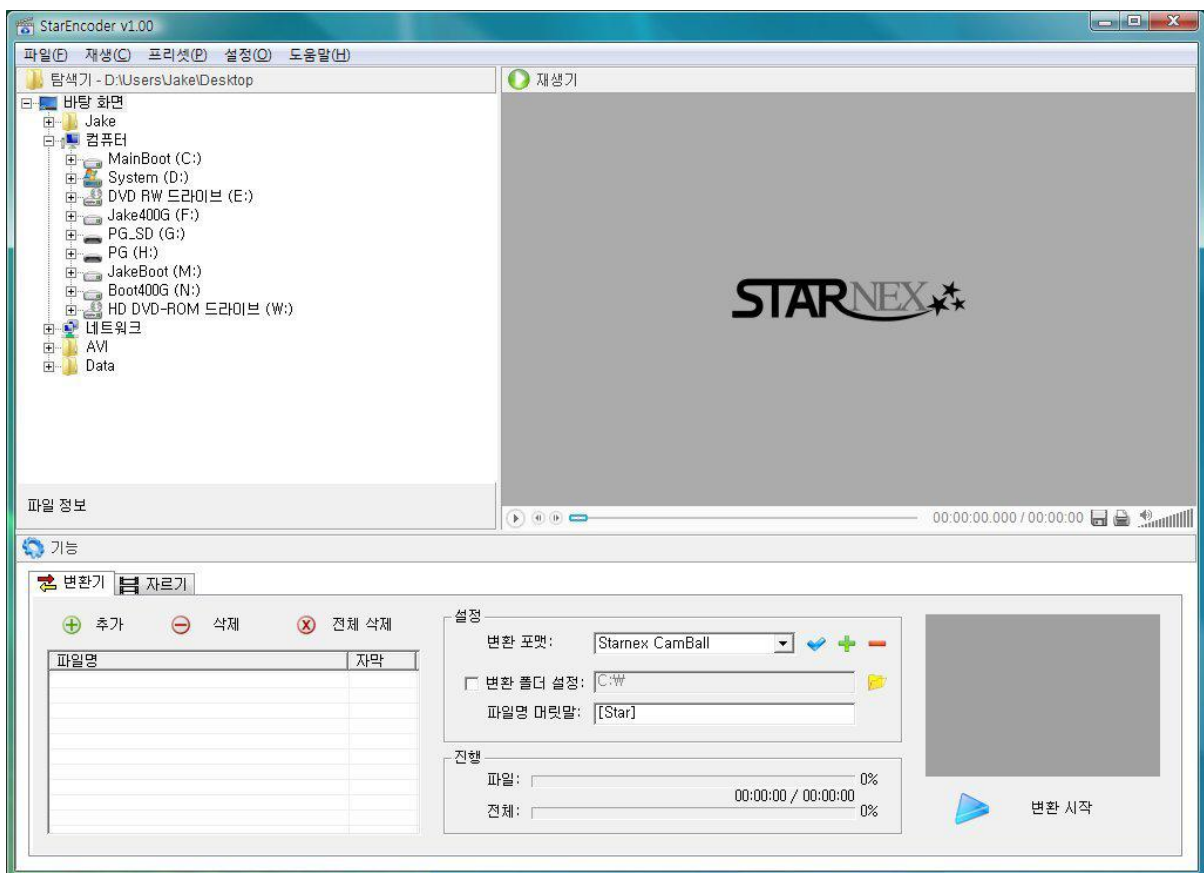 StarEncoder v1.00
파일(F) 재생(C) 프리셋(P) 설정(O) 도움말(H)
탐색기 - D:\Users\Jake\Desktop
재생기
바탕 화면
Jake
컴퓨터
MainBoot (C:)
System (D:)
DVD RW 드라이브 (E:)
Jake400G (F:)
PG_SD (G:)
PG (H:)
JakeBoot (M:)
Boot400G (N:)
HD DVD-ROM 드라이브 (W:)
네트워크
AVI
Data
STARNEX
파일 정보
00:00:00.000 / 00:00:00
기능
변환기 자르기
추가 삭제 전체 삭제
파일명 자막
설정
변환 포맷: Starnex CamBall
변환 폴더 설정: C:₩
파일명 머릿말: [Star]
진행
파일: 0%
00:00:00 / 00:00:00
전체: 0%
변환 시작